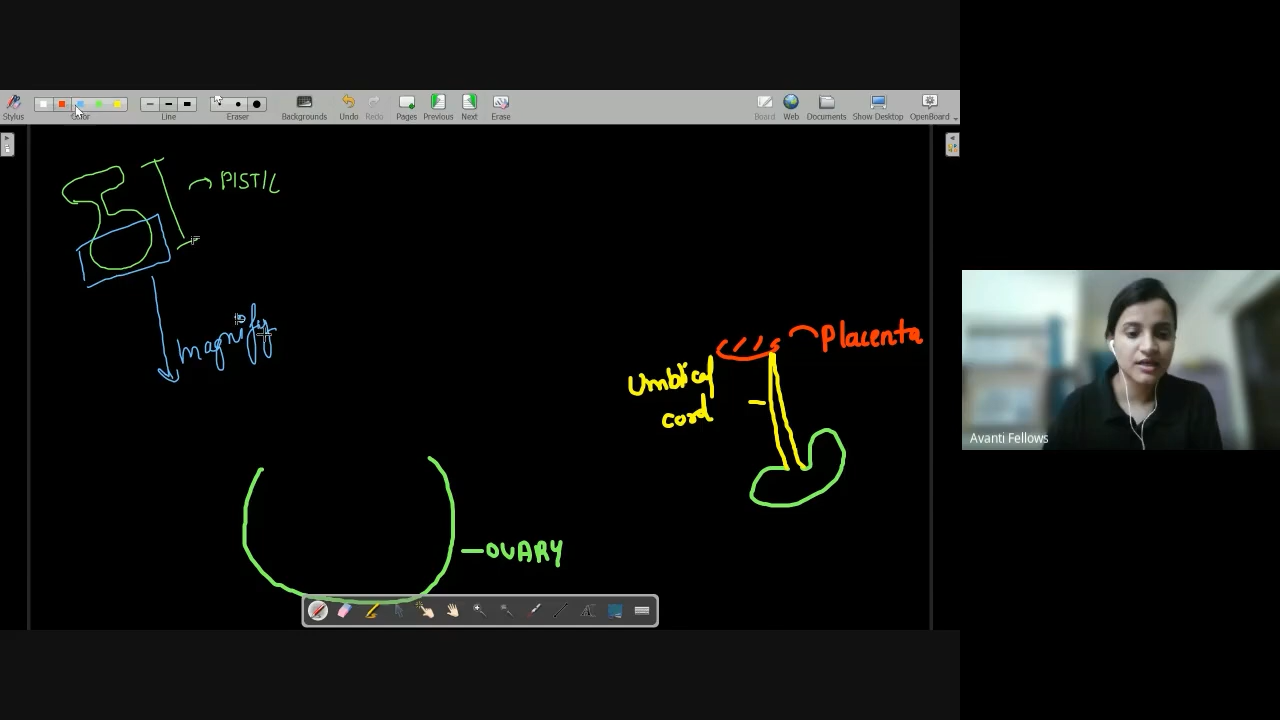 Stylus
Color
Line
Eraser
Backgrounds
Undo
Redo
Pages
Previous
Next
Erase
Board
Web
Documents
Show Desktop
OpenBoard
PISTIL
Magnify
Placenta
Umblical
cord
OVARY
Avanti Fellows